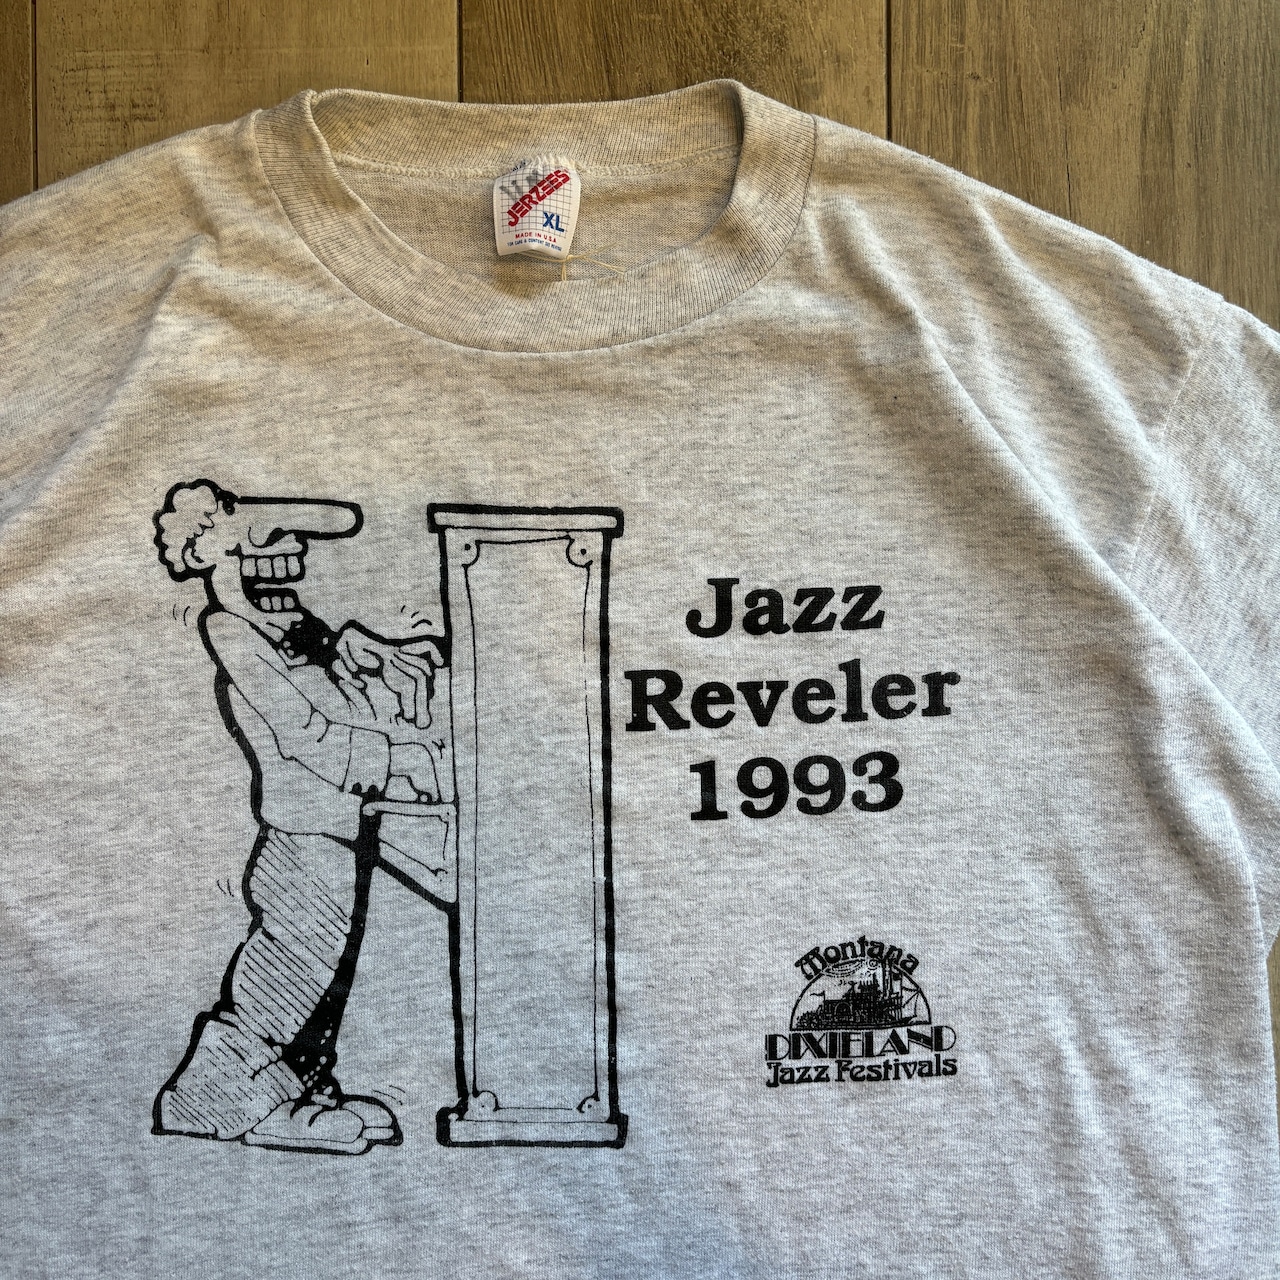 JERZEES
XL
MADE IN U.S.A.
Jazz
Reveler
1993
Montana
DIXIELAND
Jazz Festivals